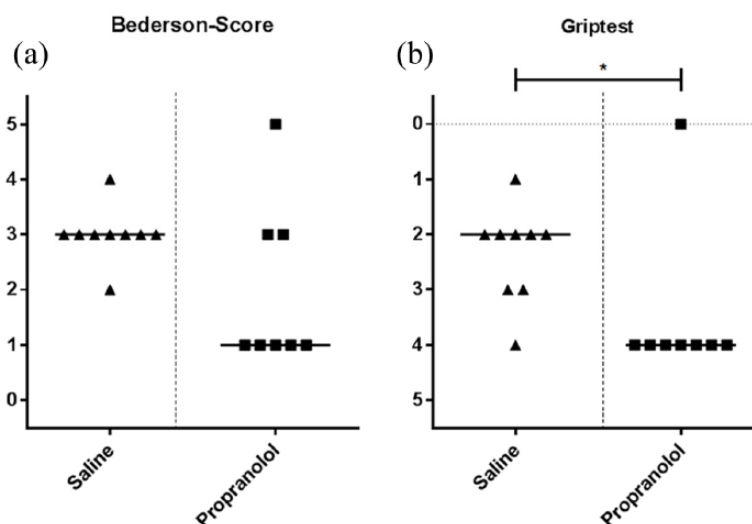 Bederson-Score
(a)
5
4
3
2
1
0
Saline
Propranolol
Griptest
(b)
*
0
1
2
3
4
5
Saline
Propranolol